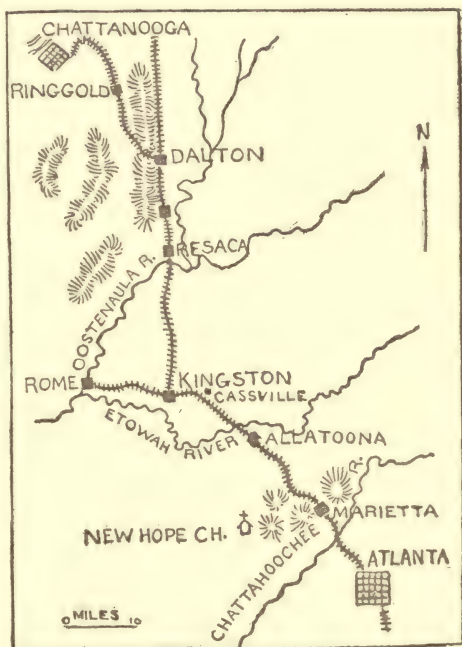 CHATTANOOGA
RINGGOLD
N
DALTON
RESACA
OOSTENAULA R.
ROME
KINGSTON
CASSVILLE
ETOWAH RIVER
ALLATOONA
CHATTAHOOCHEE R.
MARIETTA
NEW HOPE CH.
ATLANTA
0 MILES 10